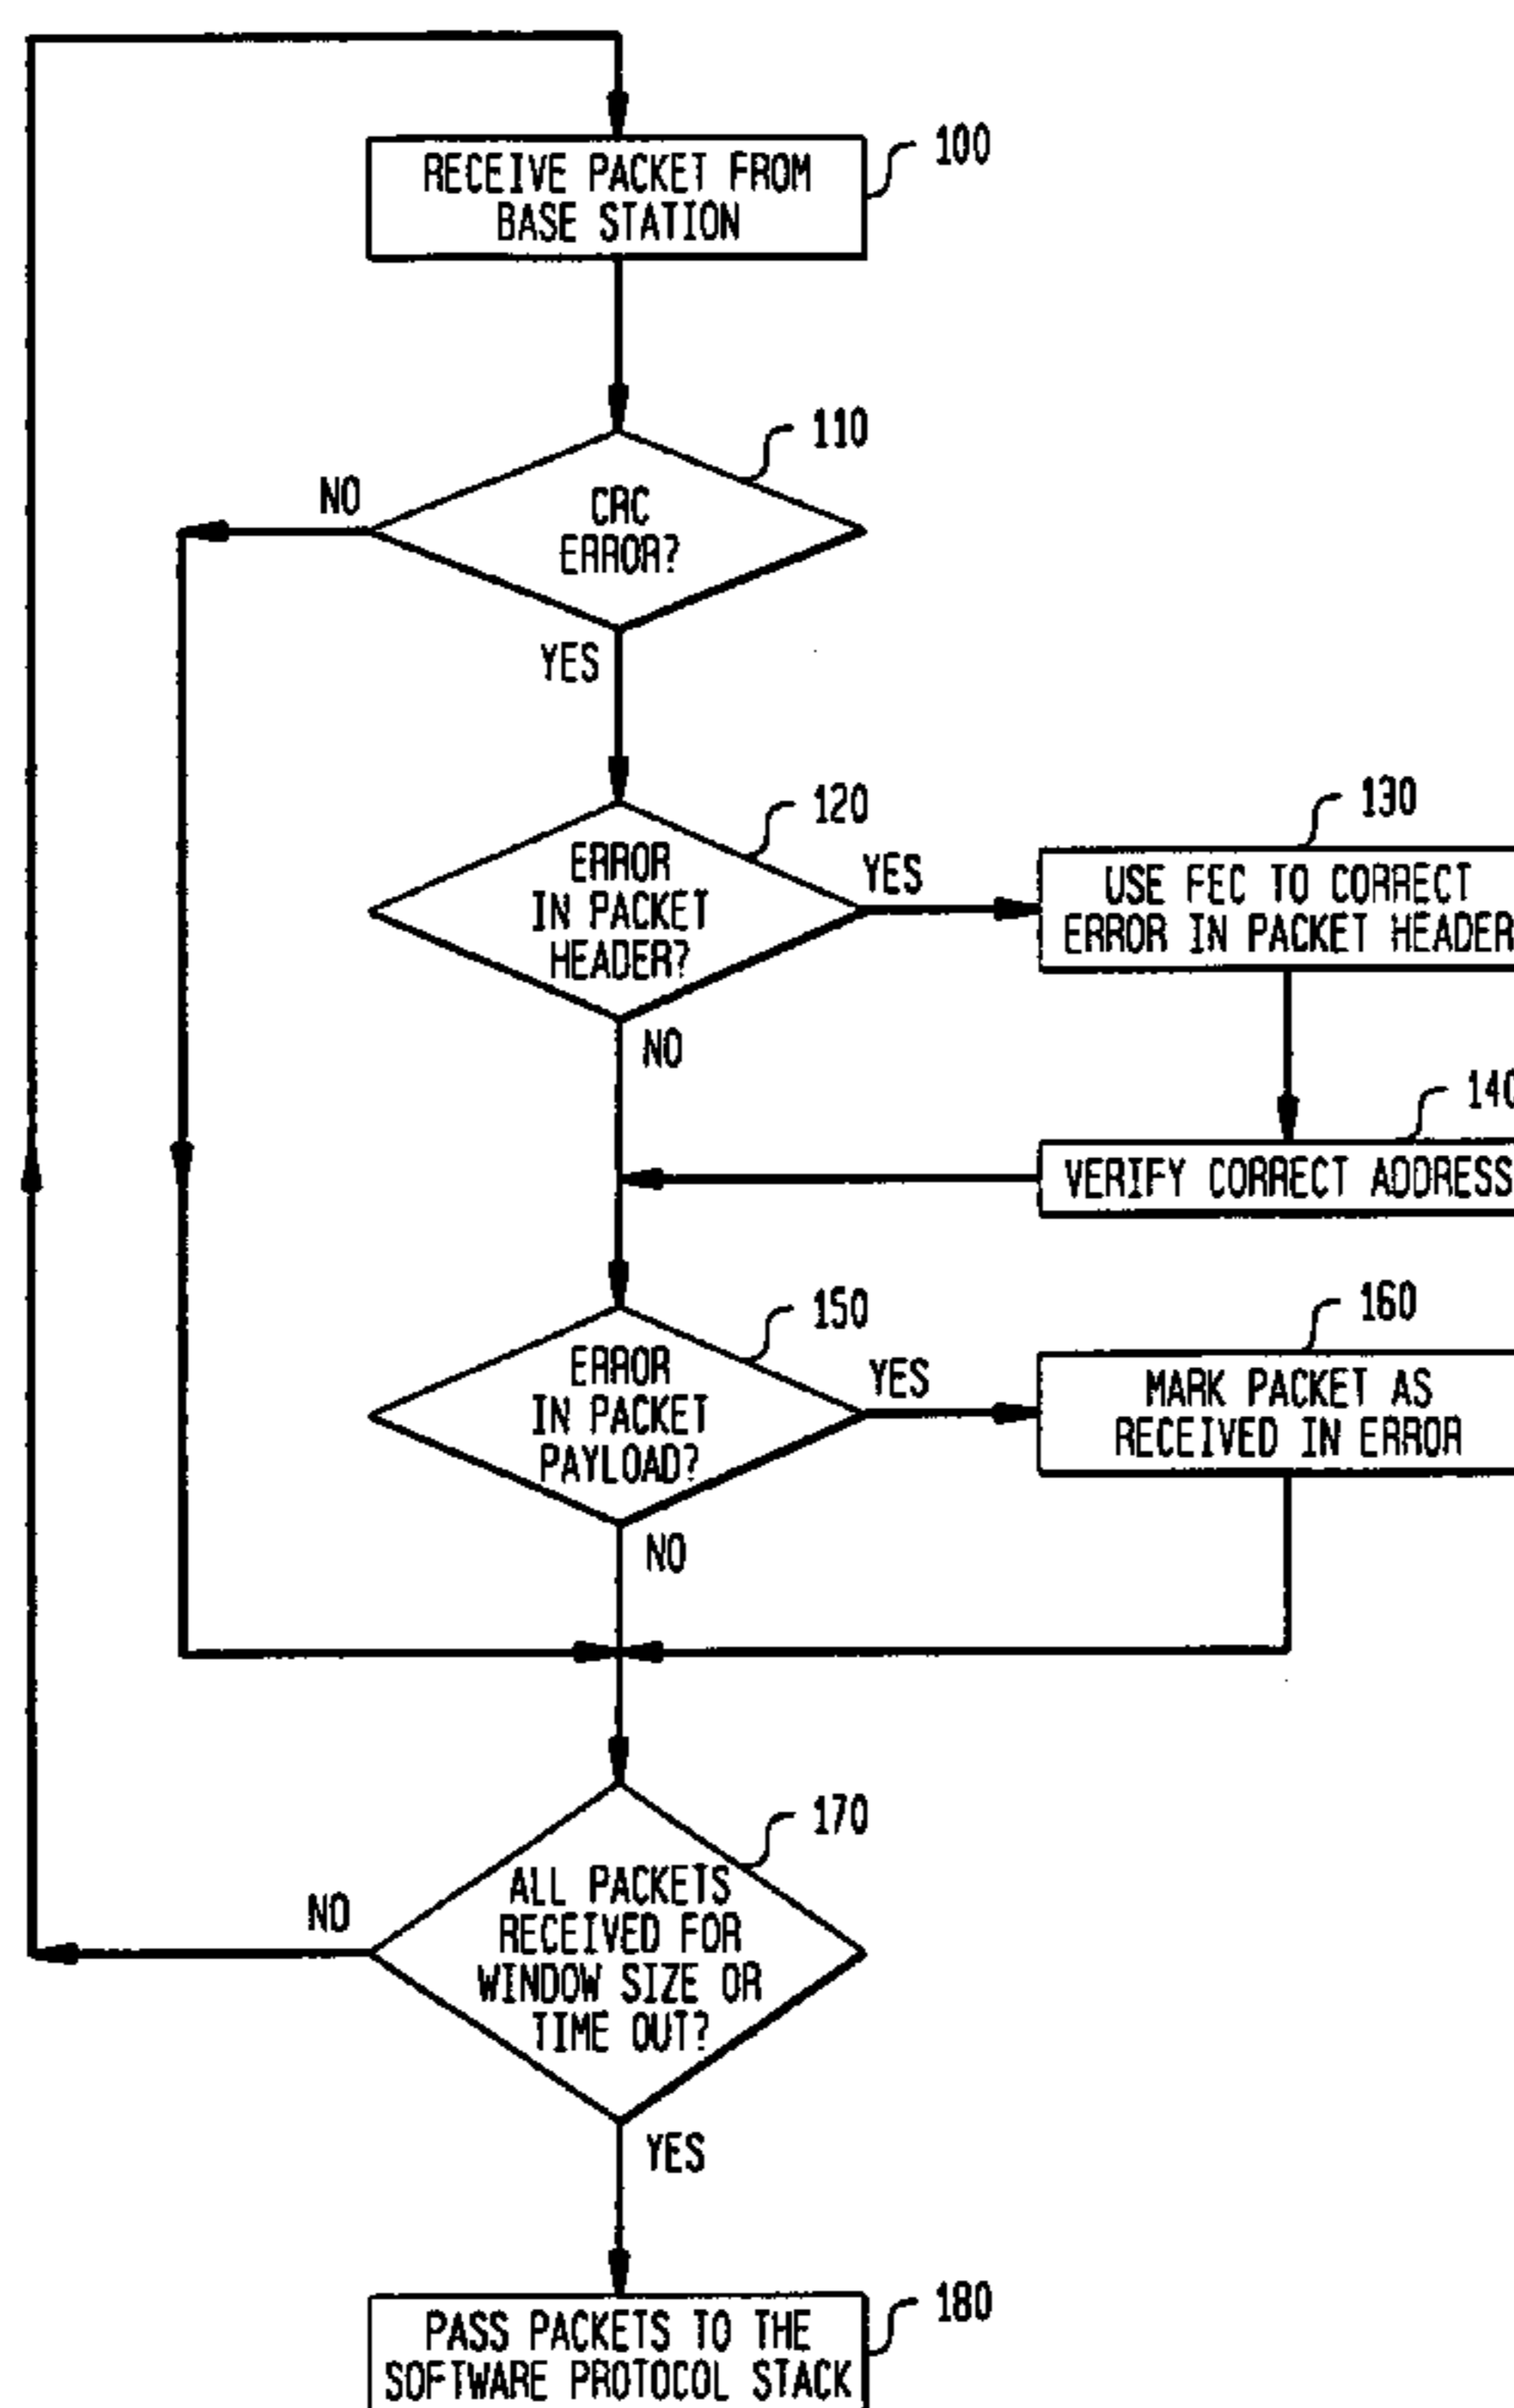 RECEIVE PACKET FROM
BASE STATION
100
110
CRC
ERROR?
NO
YES
120
ERROR
IN PACKET
HEADER?
YES
NO
130
USE FEC TO CORRECT
ERROR IN PACKET HEADER
140
VERIFY CORRECT ADDRESS
150
ERROR
IN PACKET
PAYLOAD?
YES
NO
160
MARK PACKET AS
RECEIVED IN ERROR
170
ALL PACKETS
RECEIVED FOR
WINDOW SIZE OR
TIME OUT?
NO
YES
180
PASS PACKETS TO THE
SOFTWARE PROTOCOL STACK